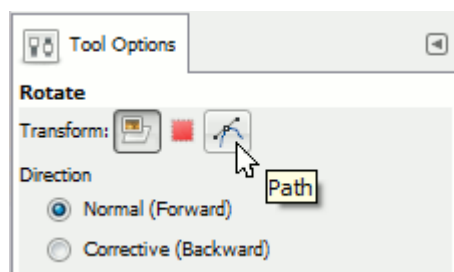 Tool Options
Rotate
Transform:
Path
Direction
Normal (Forward)
Corrective (Backward)